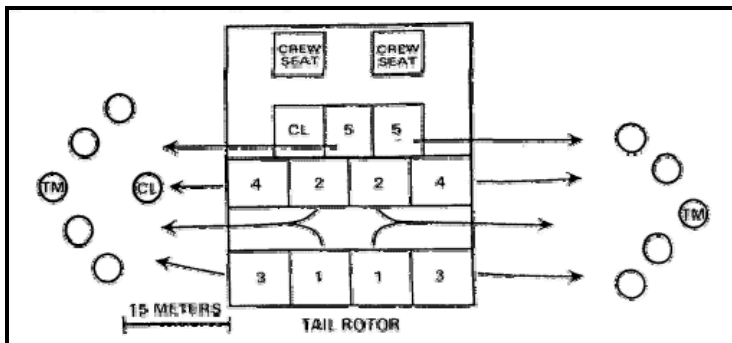 CREW SEAT
CREW SEAT
CL 5 5
TM CL 4 2 2 4 TM
3 1 1 3
15 METERS
TAIL ROTOR